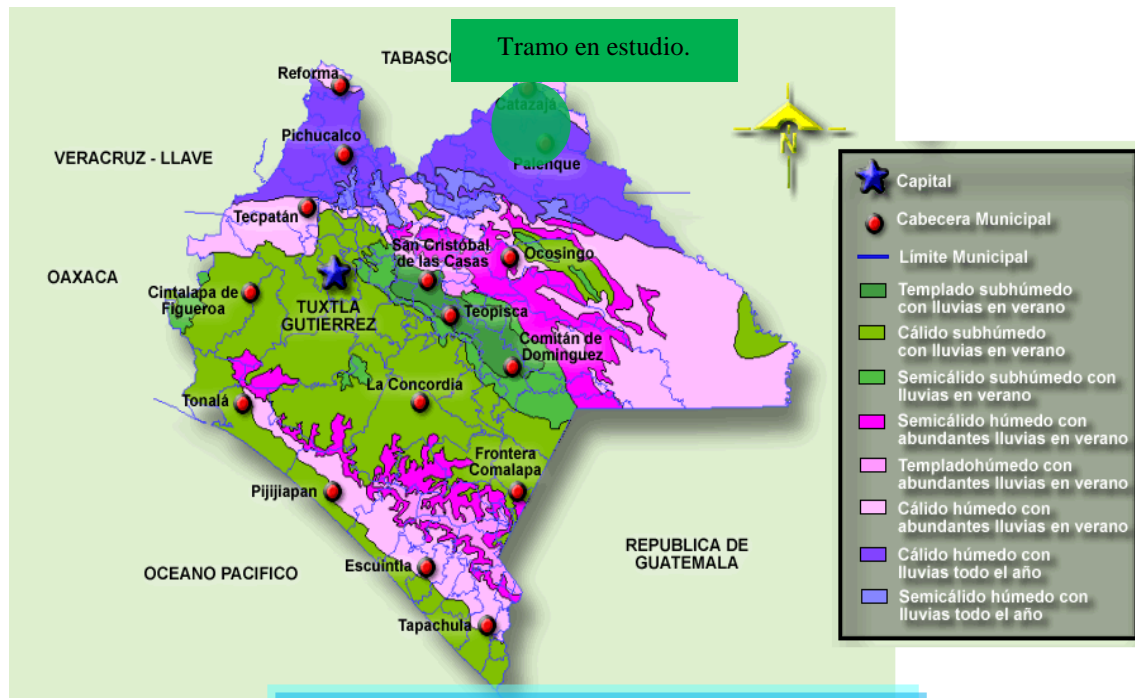 Tramo en estudio.
TABASCO
Reforma
Catazajá
Pichucalco
Palenque
VERACRUZ - LLAVE
Tecpatán
San Cristóbal
de las Casas
Ocosingo
OAXACA
Cintalapa de
Figueroa
TUXTLA
GUTIERREZ
Teopisca
Comitán de
Domínguez
La Concordia
Tonalá
Frontera
Comalapa
Pijijiapan
REPUBLICA DE
GUATEMALA
OCEANO PACIFICO
Escuintla
Tapachula
N
Capital
Cabecera Municipal
Límite Municipal
Templado subhúmedo
con lluvias en verano
Cálido subhúmedo
con lluvias en verano
Semicálido subhúmedo con
lluvias en verano
Semicálido húmedo con
abundantes lluvias en verano
Templadohúmedo con
abundantes lluvias en verano
Cálido húmedo con
abundantes lluvias en verano
Cálido húmedo con
lluvias todo el año
Semicálido húmedo con
lluvias todo el año